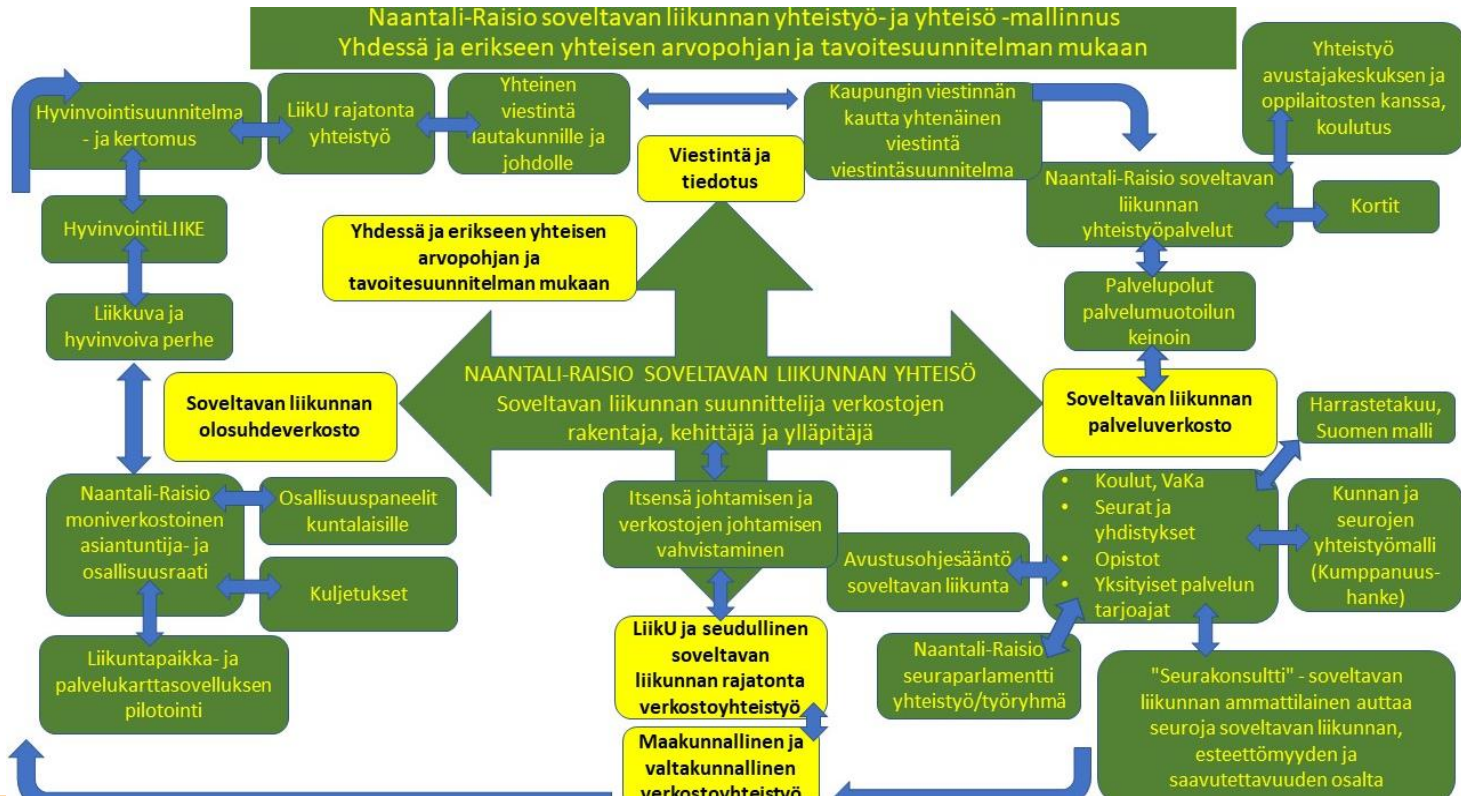 Naantali-Raisio soveltavan liikunnan yhteistyö- ja yhteisö -mallinnus
Yhdessä ja erikseen yhteisen arvopohjan ja tavoitesuunnitelman mukaan
Hyvinvointisuunnitelma
- ja kertomus
LiikU rajatonta
yhteistyö
Yhteinen
viestintä
lautakunnille ja
johdolle
Kaupungin viestinnän
kautta yhtenäinen
viestintä
viestintäsuunnitelma
Yhteistyö
avustajakeskuksen ja
oppilaitosten kanssa,
koulutus
Viestintä ja
tiedotus
Naantali-Raisio soveltavan
liikunnan
yhteistyöpalvelut
Kortit
HyvinvointiLIIKE
Yhdessä ja erikseen yhteisen
arvopohjan ja
tavoitesuunnitelman mukaan
Palvelupolut
palvelumuotoilun
keinoin
Liikkuva ja
hyvinvoiva perhe
NAANTALI-RAISIO SOVELTAVAN LIIKUNNAN YHTEISÖ
Soveltavan liikunnan suunnittelija verkostojen
rakentaja, kehittäjä ja ylläpitäjä
Soveltavan liikunnan
olosuhdeverkosto
Soveltavan liikunnan
palveluverkosto
Harrastetakuu,
Suomen malli
Naantali-Raisio
moniverkostoinen
asiantuntija- ja
osallisuusraati
Osallisuuspaneelit
kuntalaisille
Kuljetukset
Liikuntapaikka- ja
palvelukarttasovelluksen
pilotointi
Itsensä johtamisen ja
verkostojen johtamisen
vahvistaminen
Avustusohjesääntö
soveltavan liikunta
• Koulut, VaKa
• Seurat ja
yhdistykset
• Opistot
• Yksityiset palvelun
tarjoajat
Kunnan ja
seurojen
yhteistyömalli
(Kumppanuus-
hanke)
LiikU ja seudullinen
soveltavan
liikunnan rajatonta
verkostoyhteistyö
Naantali-Raisio
seuraparlamentti
yhteistyö/työryhmä
"Seurakonsultti" - soveltavan
liikunnan ammattilainen auttaa
seuroja soveltavan liikunnan,
esteettömyyden ja
saavutettavuuden osalta
Maakunnallinen ja
valtakunnallinen
verkostoyhteistyö